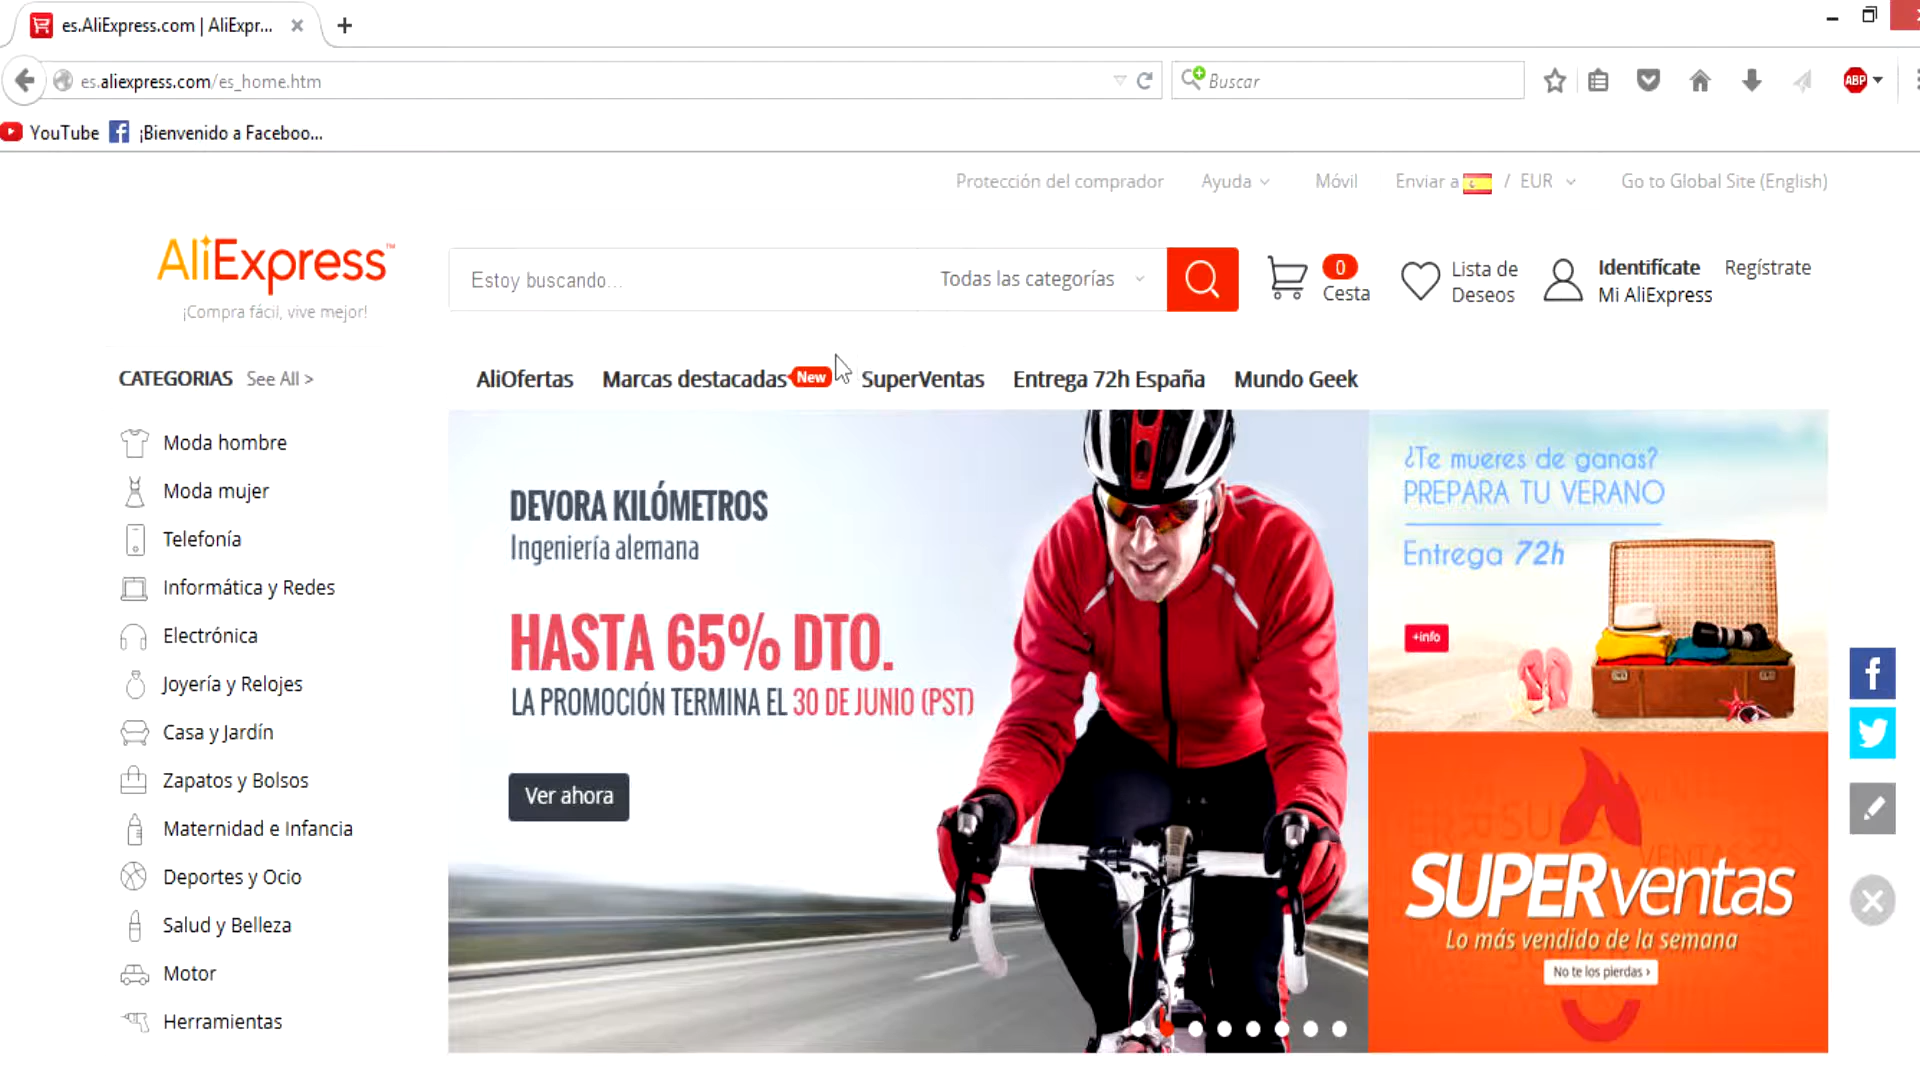 es.AliExpress.com | AliExpr...
es.aliexpress.com/es_home.htm
Buscar
ABP
YouTube
¡Bienvenido a Faceboo...
Protección del comprador
Ayuda
Móvil
Enviar a / EUR
Go to Global Site (English)
AliExpress™
¡Compra fácil, vive mejor!
Estoy buscando...
Todas las categorías
0
Cesta
Lista de
Deseos
Identifícate
Mi AliExpress
Regístrate
CATEGORIAS See All >
AliOfertas
Marcas destacadas New
SuperVentas
Entrega 72h España
Mundo Geek
Moda hombre
Moda mujer
Telefonía
Informática y Redes
Electrónica
Joyería y Relojes
Casa y Jardín
Zapatos y Bolsos
Maternidad e Infancia
Deportes y Ocio
Salud y Belleza
Motor
Herramientas
DEVORA KILÓMETROS
Ingeniería alemana
HASTA 65% DTO.
LA PROMOCIÓN TERMINA EL 30 DE JUNIO (PST)
Ver ahora
¿Te mueres de ganas?
PREPARA TU VERANO
Entrega 72h
+info
SUPERventas
Lo más vendido de la semana
No te los pierdas ›